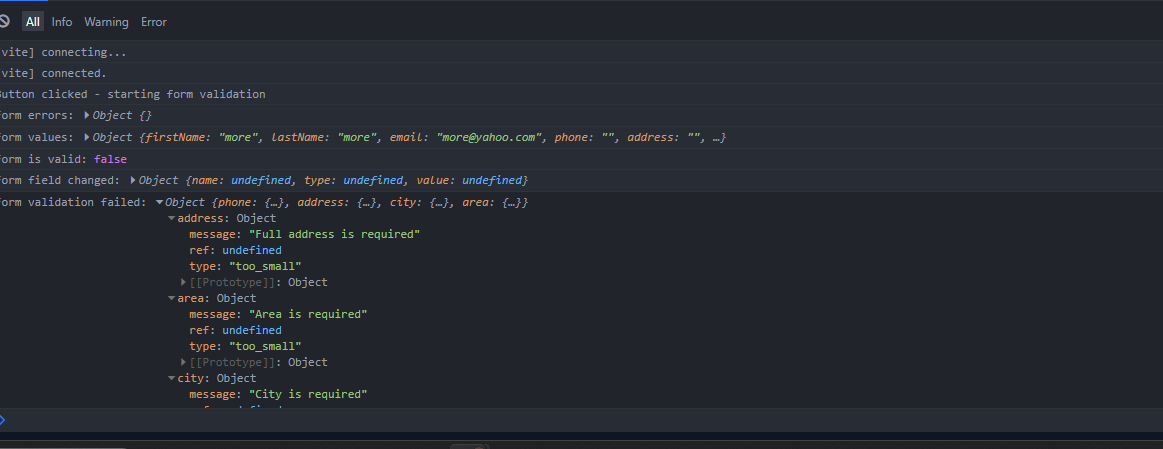 All Info Warning Error
vite] connecting...
vite] connected.
Button clicked - starting form validation
Form errors: Object {}
Form values: Object {firstName: "more", lastName: "more", email: "more@yahoo.com", phone: "", address: "", …}
Form is valid: false
Form field changed: Object {name: undefined, type: undefined, value: undefined}
Form validation failed: Object {phone: {…}, address: {…}, city: {…}, area: {…}}
address: Object
message: "Full address is required"
ref: undefined
type: "too_small"
[[Prototype]]: Object
area: Object
message: "Area is required"
ref: undefined
type: "too_small"
[[Prototype]]: Object
city: Object
message: "City is required"